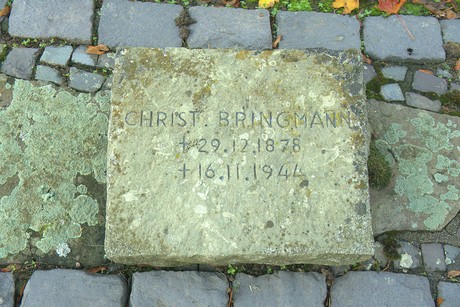 CHRIST. BRINGMANN
✝ 29.12.1878
✝ 16.11.1944